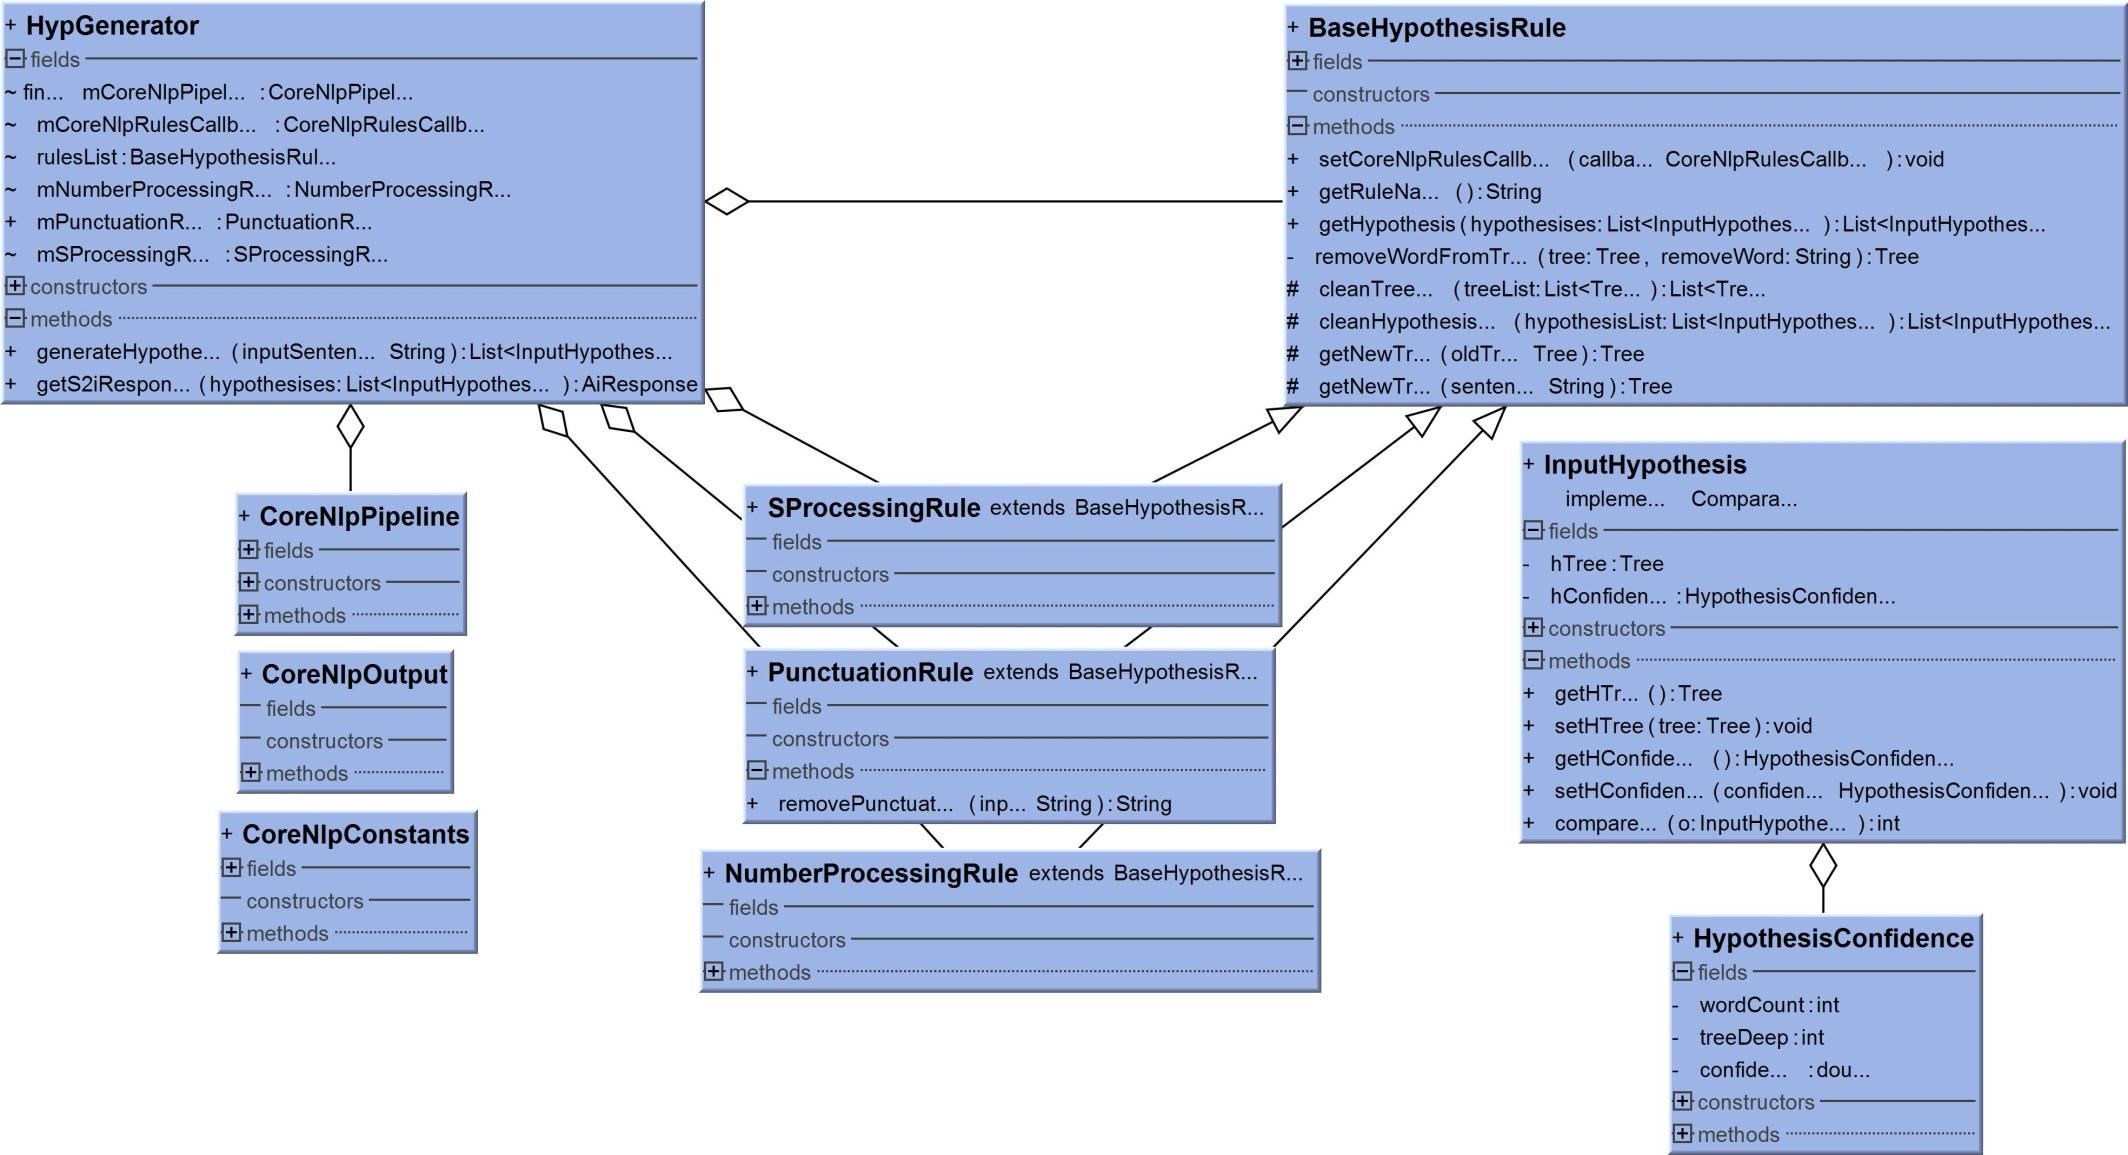 + HypGenerator
fields
~ fin... mCoreNlpPipel... :CoreNlpPipel...
~ mCoreNlpRulesCallb... :CoreNlpRulesCallb...
~ rulesList:BaseHypothesisRul...
~ mNumberProcessingR... :NumberProcessingR...
+ mPunctuationR... :PunctuationR...
~ mSProcessingR... :SProcessingR...
constructors
methods
+ generateHypothe... (inputSenten... String):List<InputHypothes...
+ getS2iRespon... (hypothesises: List<InputHypothes... ):AiResponse
+ BaseHypothesisRule
fields
constructors
methods
+ setCoreNlpRulesCallb... (callba... CoreNlpRulesCallb... ):void
+ getRuleNa... ():String
+ getHypothesis(hypothesises: List<InputHypothes... ):List<InputHypothes...
- removeWordFromTr... (tree: Tree, removeWord: String):Tree
# cleanTree... (treeList: List<Tre... ):List<Tre...
# cleanHypothesis... (hypothesisList: List<InputHypothes... ):List<InputHypothes...
# getNewTr... (oldTr... Tree):Tree
# getNewTr... (senten... String):Tree
+ CoreNlpPipeline
fields
constructors
methods
+ CoreNlpOutput
fields
constructors
methods
+ CoreNlpConstants
fields
constructors
methods
+ SProcessingRule extends BaseHypothesisR...
fields
constructors
methods
+ PunctuationRule extends BaseHypothesisR...
fields
constructors
methods
+ removePunctuat... (inp... String):String
+ NumberProcessingRule extends BaseHypothesisR...
fields
constructors
methods
+ InputHypothesis
impleme... Compara...
fields
- hTree:Tree
- hConfiden... :HypothesisConfiden...
constructors
methods
+ getHTr... ():Tree
+ setHTree(tree: Tree):void
+ getHConfide... ():HypothesisConfiden...
+ setHConfiden... (confiden... HypothesisConfiden... ):void
+ compare... (o: InputHypothe... ):int
+ HypothesisConfidence
fields
- wordCount:int
- treeDeep:int
- confide... :dou...
constructors
methods